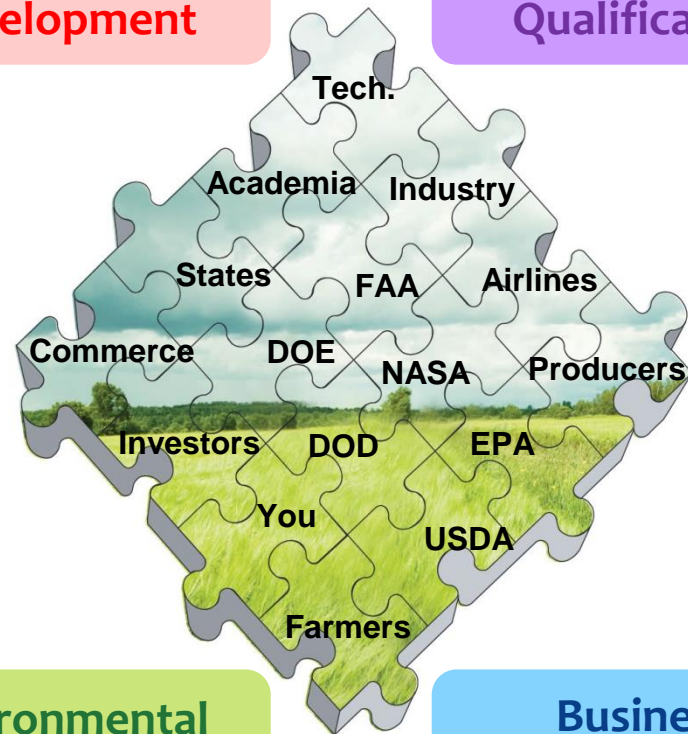 elopment
Qualifica
Tech.
Academia
Industry
States
FAA
Airlines
Commerce
DOE
NASA
Producers
Investors
DOD
EPA
You
USDA
Farmers
ronmental
Busine